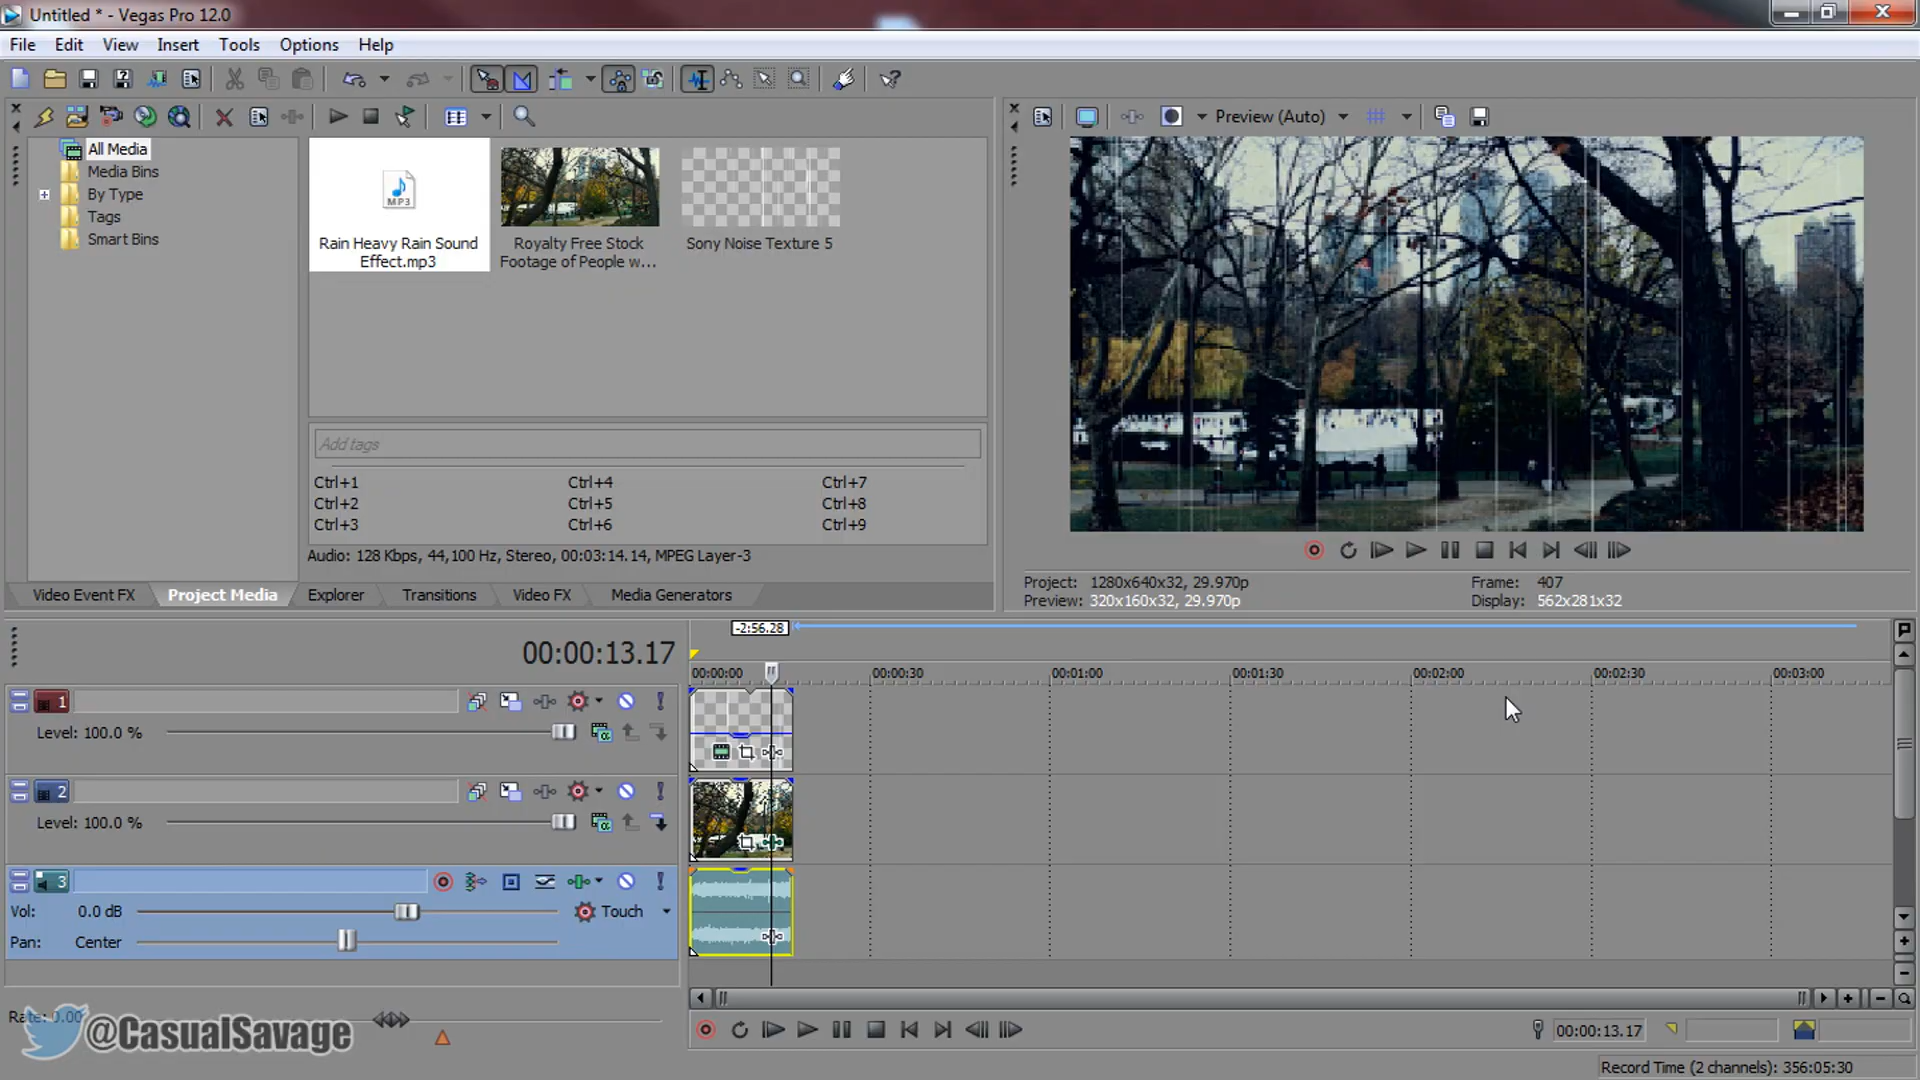 Untitled * - Vegas Pro 12.0
File Edit View Insert Tools Options Help
Preview (Auto)
All Media
Media Bins
By Type
Tags
Smart Bins
MP3
Rain Heavy Rain Sound
Effect.mp3
Royalty Free Stock
Footage of People w...
Sony Noise Texture 5
Add tags
Ctrl+1 Ctrl+4 Ctrl+7
Ctrl+2 Ctrl+5 Ctrl+8
Ctrl+3 Ctrl+6 Ctrl+9
Audio: 128 Kbps, 44,100 Hz, Stereo, 00:03:14.14, MPEG Layer-3
Video Event FX Project Media Explorer Transitions Video FX Media Generators
Project: 1280x640x32, 29.970p Frame: 407
Preview: 320x160x32, 29.970p Display: 562x281x32
-2:56.28
00:00:13.17
00:00:00 00:00:30 00:01:00 00:01:30 00:02:00 00:02:30 00:03:00
1
Level: 100.0 %
2
Level: 100.0 %
3
Vol: 0.0 dB Touch
Pan: Center
Rate: 0.00
@CasualSavage
00:00:13.17
Record Time (2 channels): 356:05:30